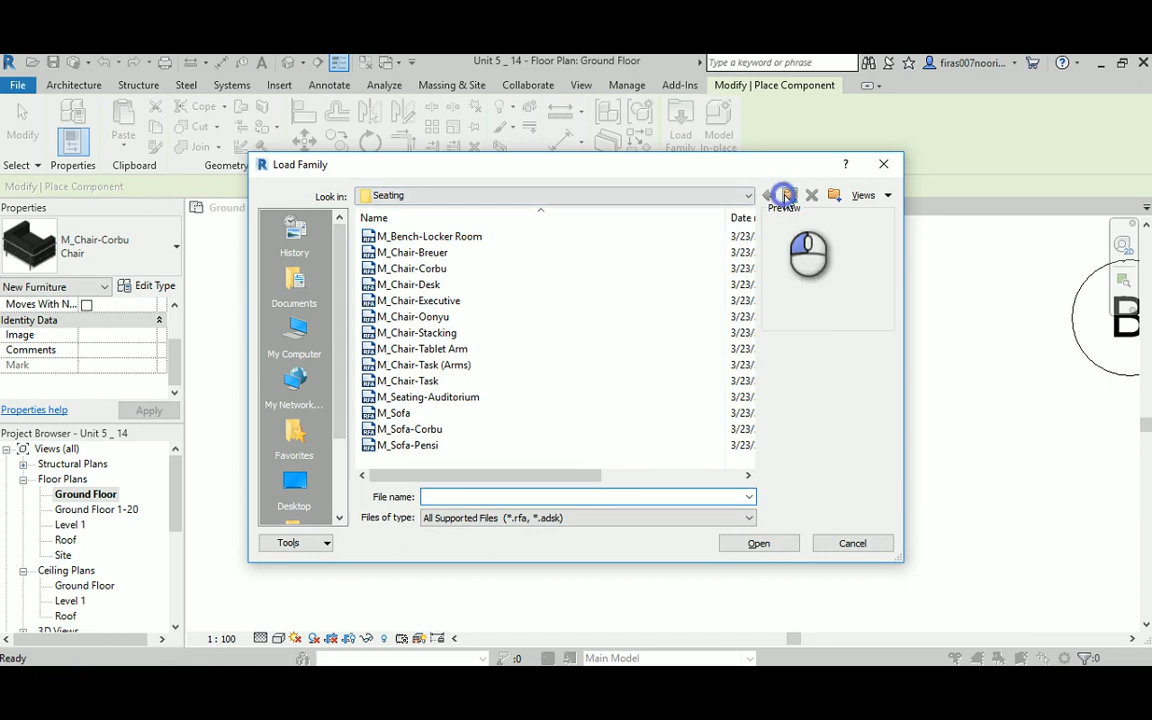 Unit 5 _ 14 - Floor Plan: Ground Floor
Type a keyword or phrase
firas007noori...
File Architecture Structure Steel Systems Insert Annotate Analyze Massing & Site Collaborate View Manage Add-Ins Modify | Place Component
Modify
Paste
Cope
Cut
Join
Load
Family
Model
In-place
Select
Properties
Clipboard
Geometry
Modify | Place Component
Properties
Ground
M_Chair-Corbu
Chair
New Furniture
Edit Type
Moves With N...
Identity Data
Image
Comments
Mark
Properties help
Apply
Project Browser - Unit 5 _ 14
Views (all)
Structural Plans
Floor Plans
Ground Floor
Ground Floor 1-20
Level 1
Roof
Site
Ceiling Plans
Ground Floor
Level 1
Roof
3D Views
Load Family
Look in:
Seating
Views
History
Documents
My Computer
My Network...
Favorites
Desktop
Name
Date r
M_Bench-Locker Room 3/23/.
M_Chair-Breuer 3/23/.
M_Chair-Corbu 3/23/.
M_Chair-Desk 3/23/.
M_Chair-Executive 3/23/.
M_Chair-Oonyu 3/23/.
M_Chair-Stacking 3/23/.
M_Chair-Tablet Arm 3/23/.
M_Chair-Task (Arms) 3/23/.
M_Chair-Task 3/23/.
M_Seating-Auditorium 3/23/.
M_Sofa 3/23/.
M_Sofa-Corbu 3/23/.
M_Sofa-Pensi 3/23/.
Preview
File name:
Files of type:
All Supported Files (*.rfa, *.adsk)
Tools
Open
Cancel
B
2D
1 : 100
Ready
:0
Main Model
:0